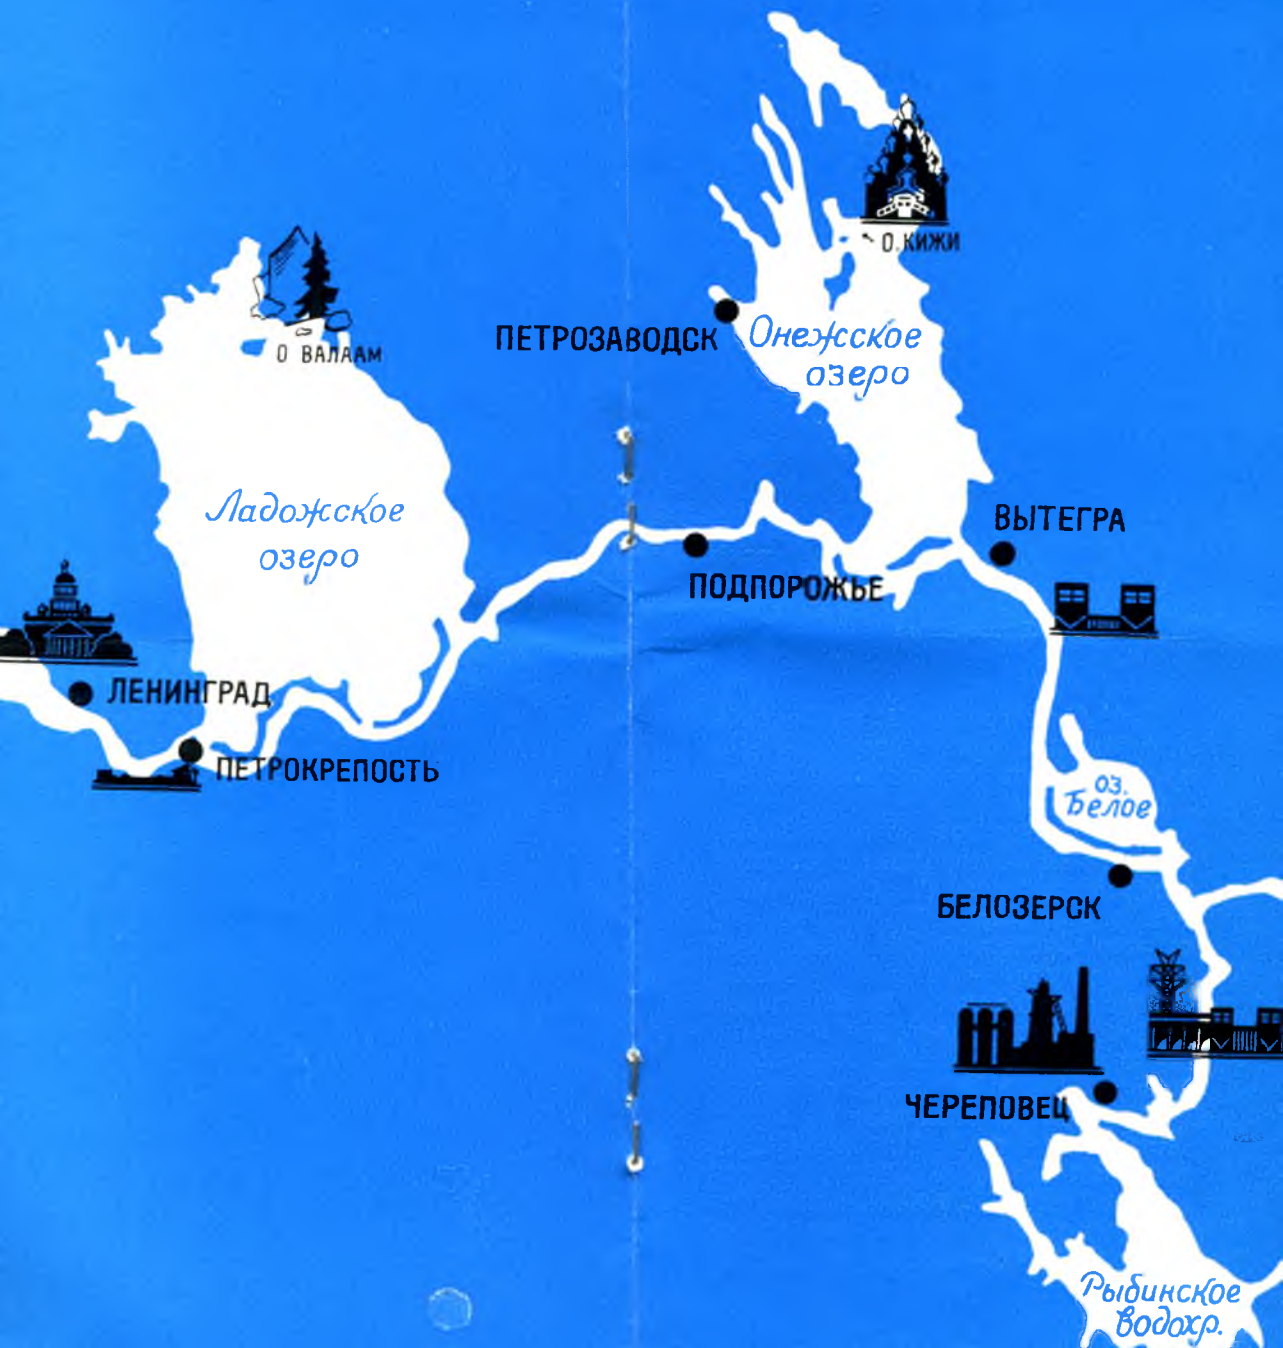 О. КИЖИ
О ВАЛААМ
ПЕТРОЗАВОДСК
Онежское
озеро
Ладожское
озеро
ВЫТЕГРА
ПОДПОРОЖЬЕ
ЛЕНИНГРАД
ПЕТРОКРЕПОСТЬ
оз.
Белое
БЕЛОЗЕРСК
ЧЕРЕПОВЕЦ
Рыбинское
водохр.